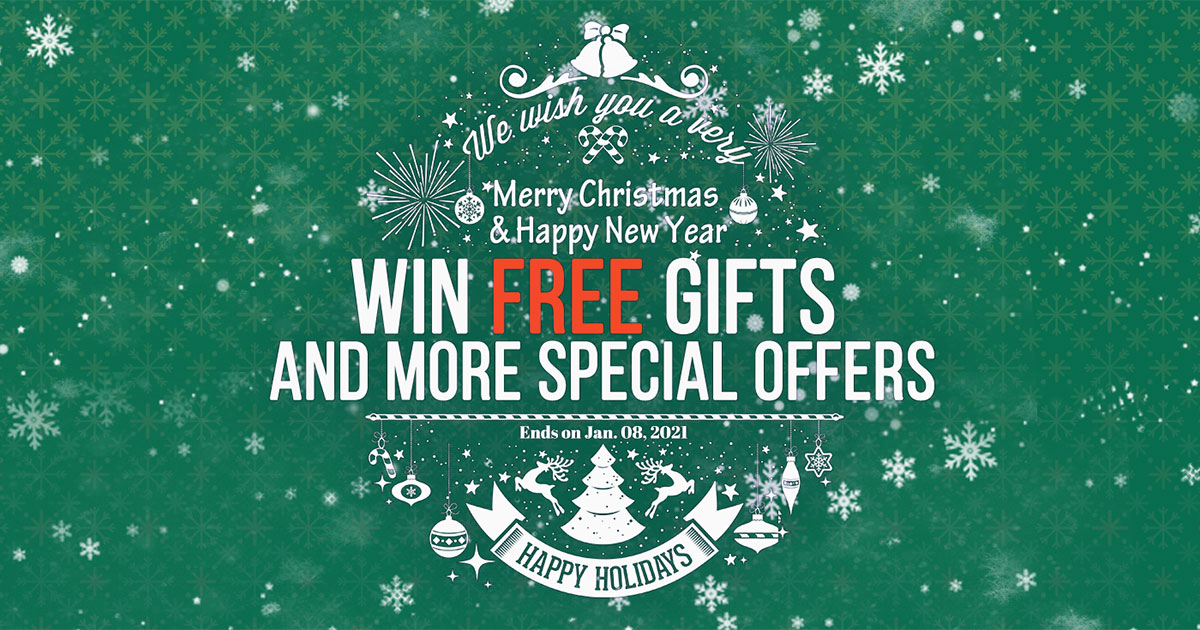 We wish you a very
Merry Christmas
& Happy New Year
WIN FREE GIFTS
AND MORE SPECIAL OFFERS
Ends on Jan. 08, 2021
HAPPY HOLIDAYS